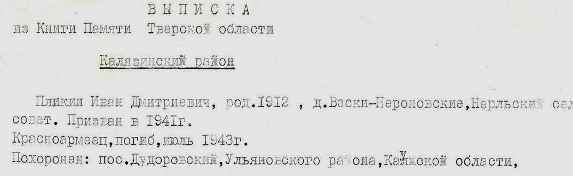 ВЫПИСКА
из Книги Памяти Тверской области
Калязинский район
Пликин Иван Дмитриевич, род.1912 , д.Васки-Нероновские,Нерльский сел
совет. Призван в 1941г.
Красноармеец,погиб,июль 1943г.
Похоронен: пос.Дудоровский,Ульяновского района,Калужской области,